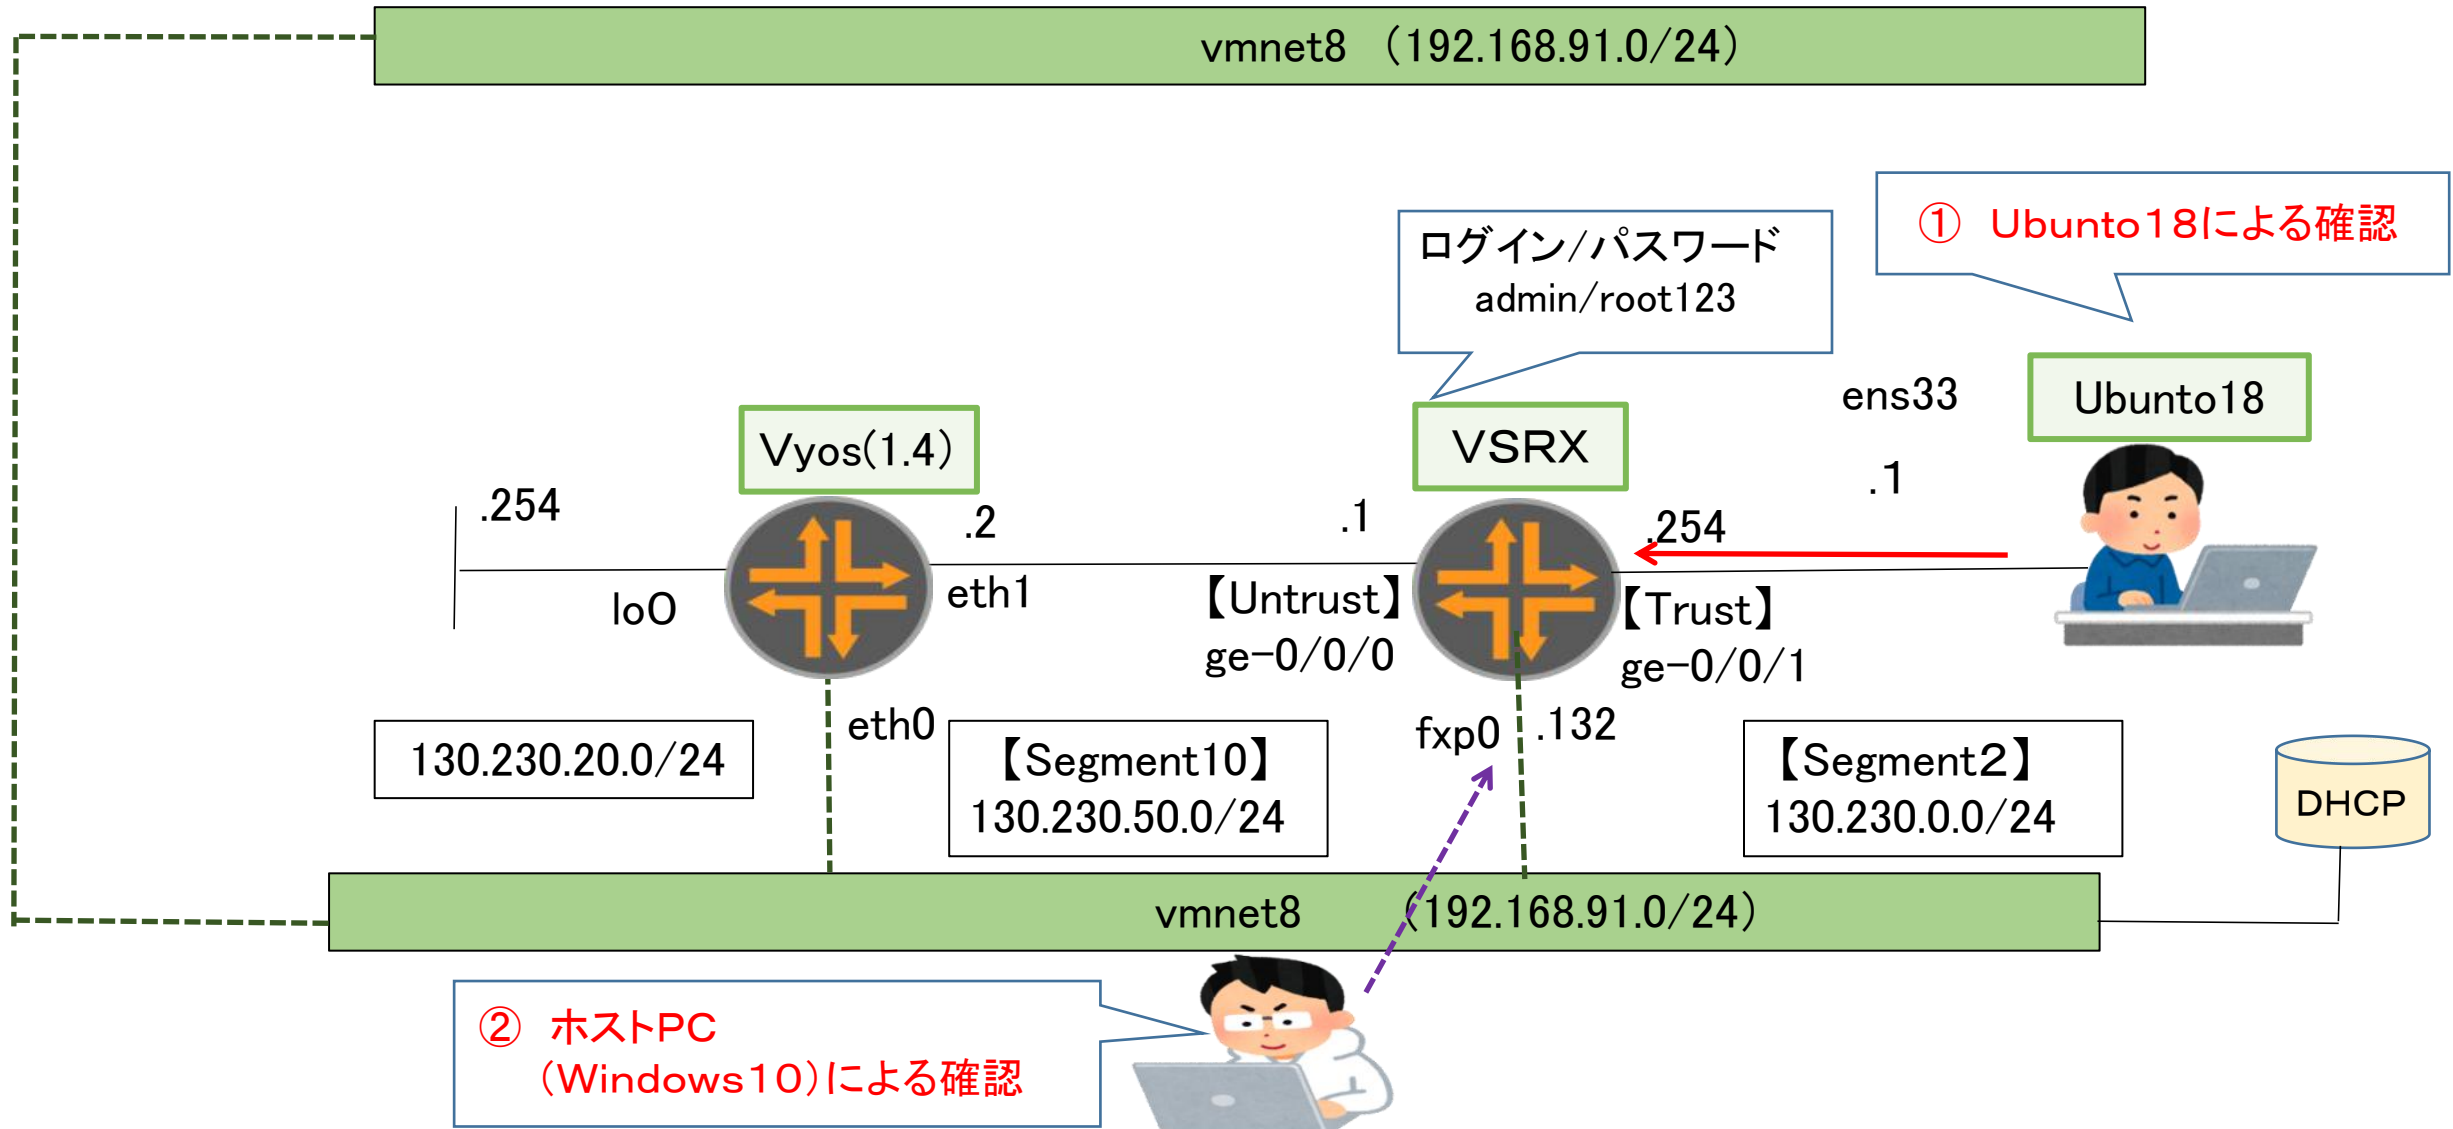 vmnet8 （192.168.91.0/24）
① Ubunto18による確認
ログイン/パスワード
admin/root123
ens33
Ubunto18
Vyos(1.4)
VSRX
.1
.254
.2
.1
.254
lo0
eth1
【Untrust】
ge-0/0/0
【Trust】
ge-0/0/1
eth0
fxp0
.132
130.230.20.0/24
【Segment10】
130.230.50.0/24
【Segment2】
130.230.0.0/24
DHCP
vmnet8 （192.168.91.0/24）
② ホストPC
（Windows10）による確認